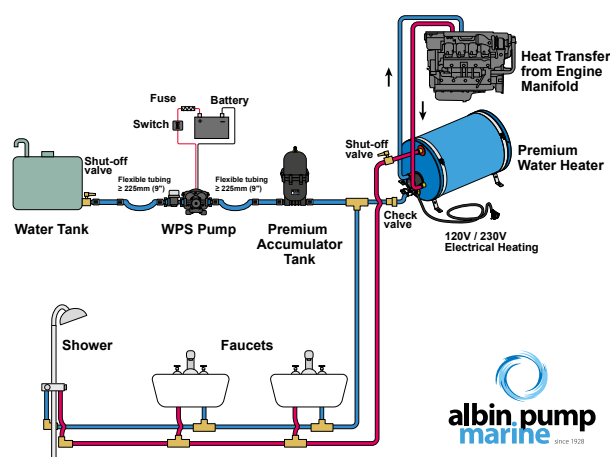 Heat Transfer
from Engine
Manifold
Fuse
Battery
Switch
Shut-off
valve
Premium
Water Heater
Shut-off
valve
Flexible tubing
≥ 225mm (9")
Flexible tubing
≥ 225mm (9")
Water Tank
WPS Pump
Premium
Accumulator
Tank
Check
valve
120V / 230V
Electrical Heating
Shower
Faucets
albin pump
marine
since 1928